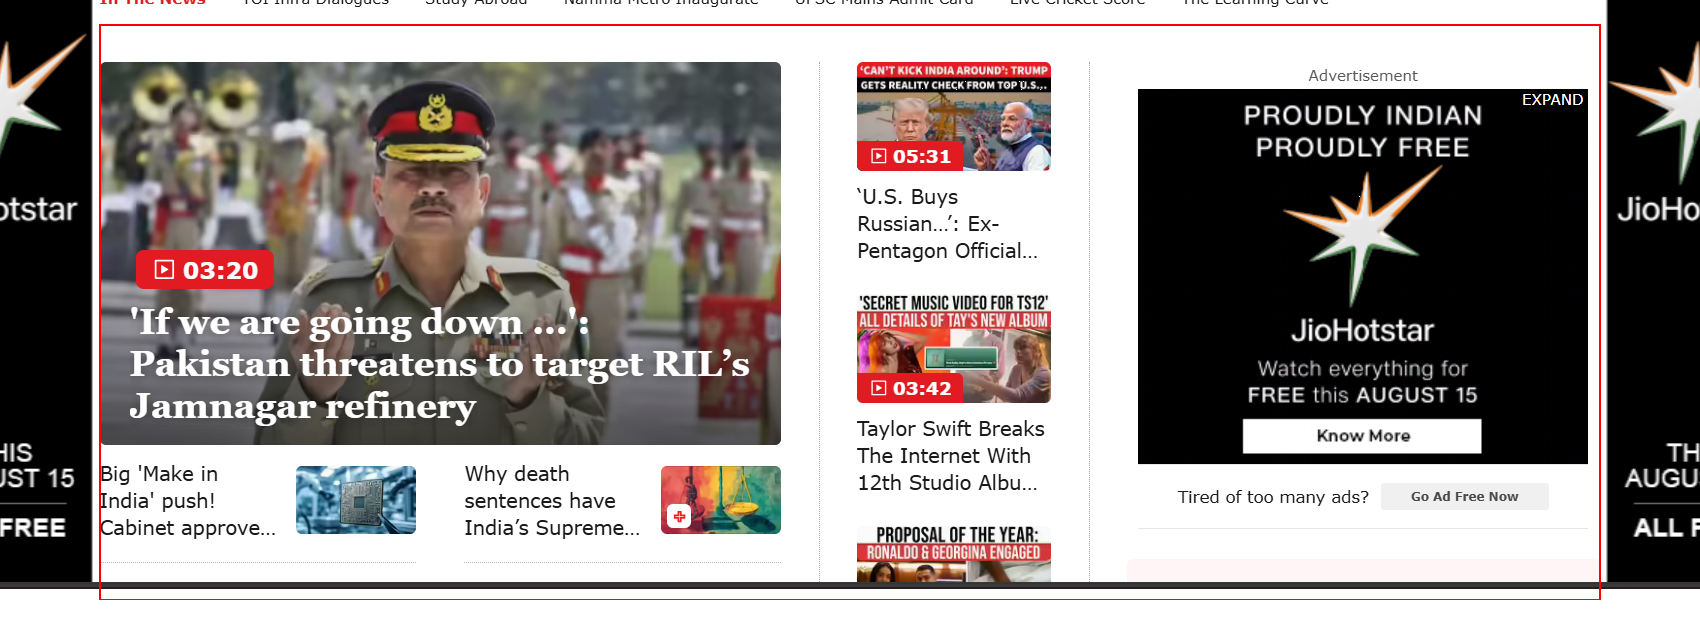 In The News
TOI Infra Dialogues
Study Abroad
Namma Metro Inaugurate
UPSC Mains Admit Card
Live Cricket Score
The Learning Curve
03:20
'If we are going down ...':
Pakistan threatens to target RIL’s
Jamnagar refinery
Big 'Make in
India' push!
Cabinet approve...
Why death
sentences have
India’s Supreme...
‘CAN’T KICK INDIA AROUND’: TRUMP
GETS REALITY CHECK FROM TOP U.S...
05:31
‘U.S. Buys
Russian...’: Ex-
Pentagon Official...
'SECRET MUSIC VIDEO FOR TS12'
ALL DETAILS OF TAY'S NEW ALBUM
03:42
Taylor Swift Breaks
The Internet With
12th Studio Albu...
PROPOSAL OF THE YEAR:
RONALDO & GEORGINA ENGAGED
Advertisement
EXPAND
PROUDLY INDIAN
PROUDLY FREE
JioHotstar
Watch everything for
FREE this AUGUST 15
Know More
Tired of too many ads?
Go Ad Free Now
otstar
HIS
UST 15
FREE
JioHo
TH
AUGUS
ALL F